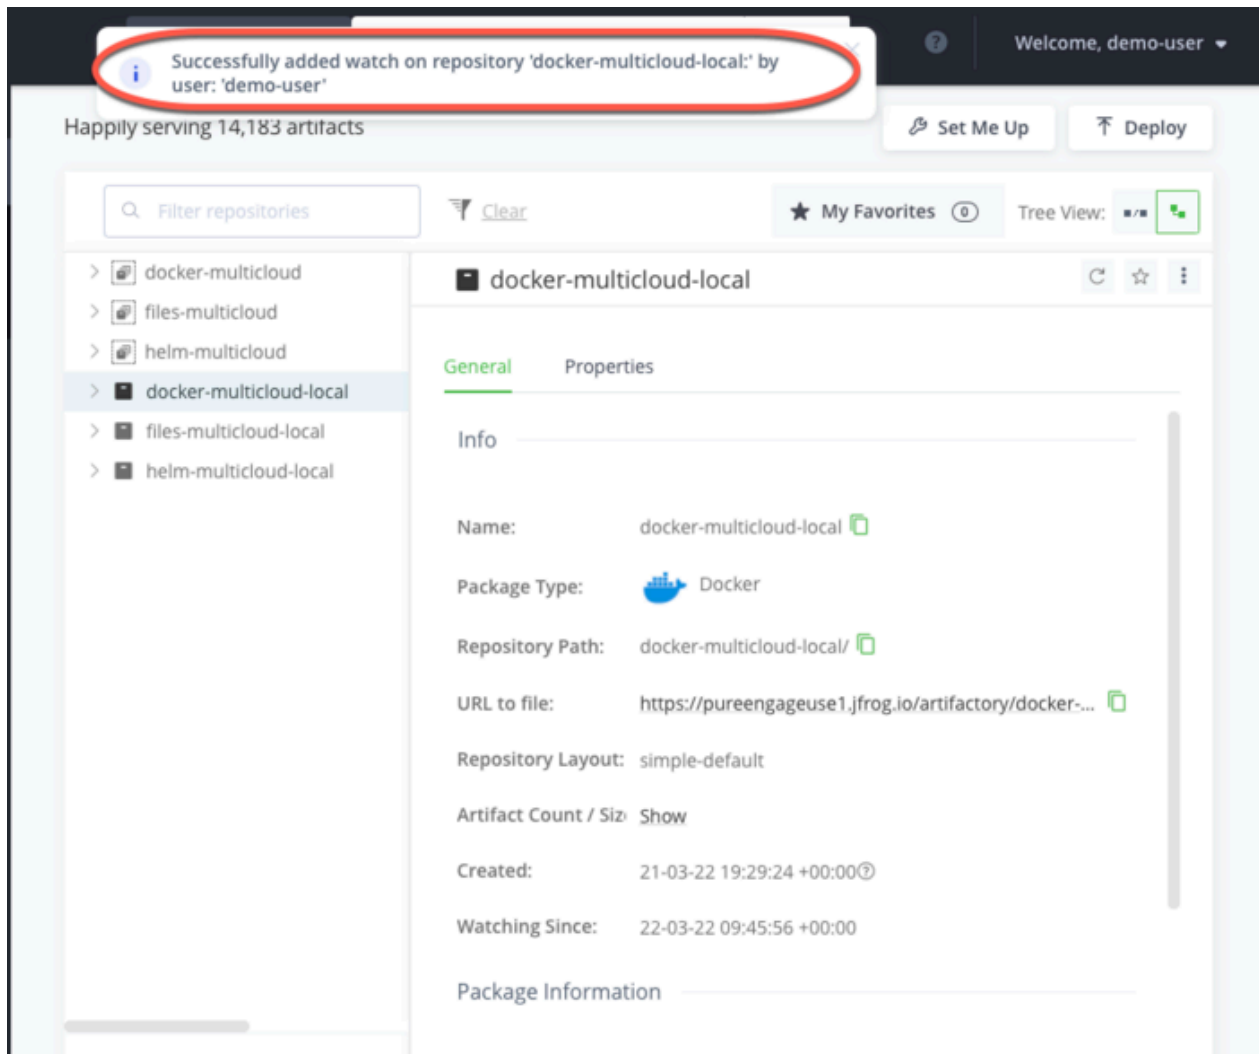 Successfully added watch on repository 'docker-multicloud-local:' by
user: 'demo-user'
Welcome, demo-user
Happily serving 14,183 artifacts
Set Me Up
Deploy
Filter repositories
Clear
My Favorites 0
Tree View:
docker-multicloud
files-multicloud
helm-multicloud
docker-multicloud-local
files-multicloud-local
helm-multicloud-local
docker-multicloud-local
General Properties
Info
Name: docker-multicloud-local
Package Type: Docker
Repository Path: docker-multicloud-local/
URL to file: https://pureengageuse1.jfrog.io/artifactory/docker-...
Repository Layout: simple-default
Artifact Count / Siz Show
Created: 21-03-22 19:29:24 +00:00
Watching Since: 22-03-22 09:45:56 +00:00
Package Information